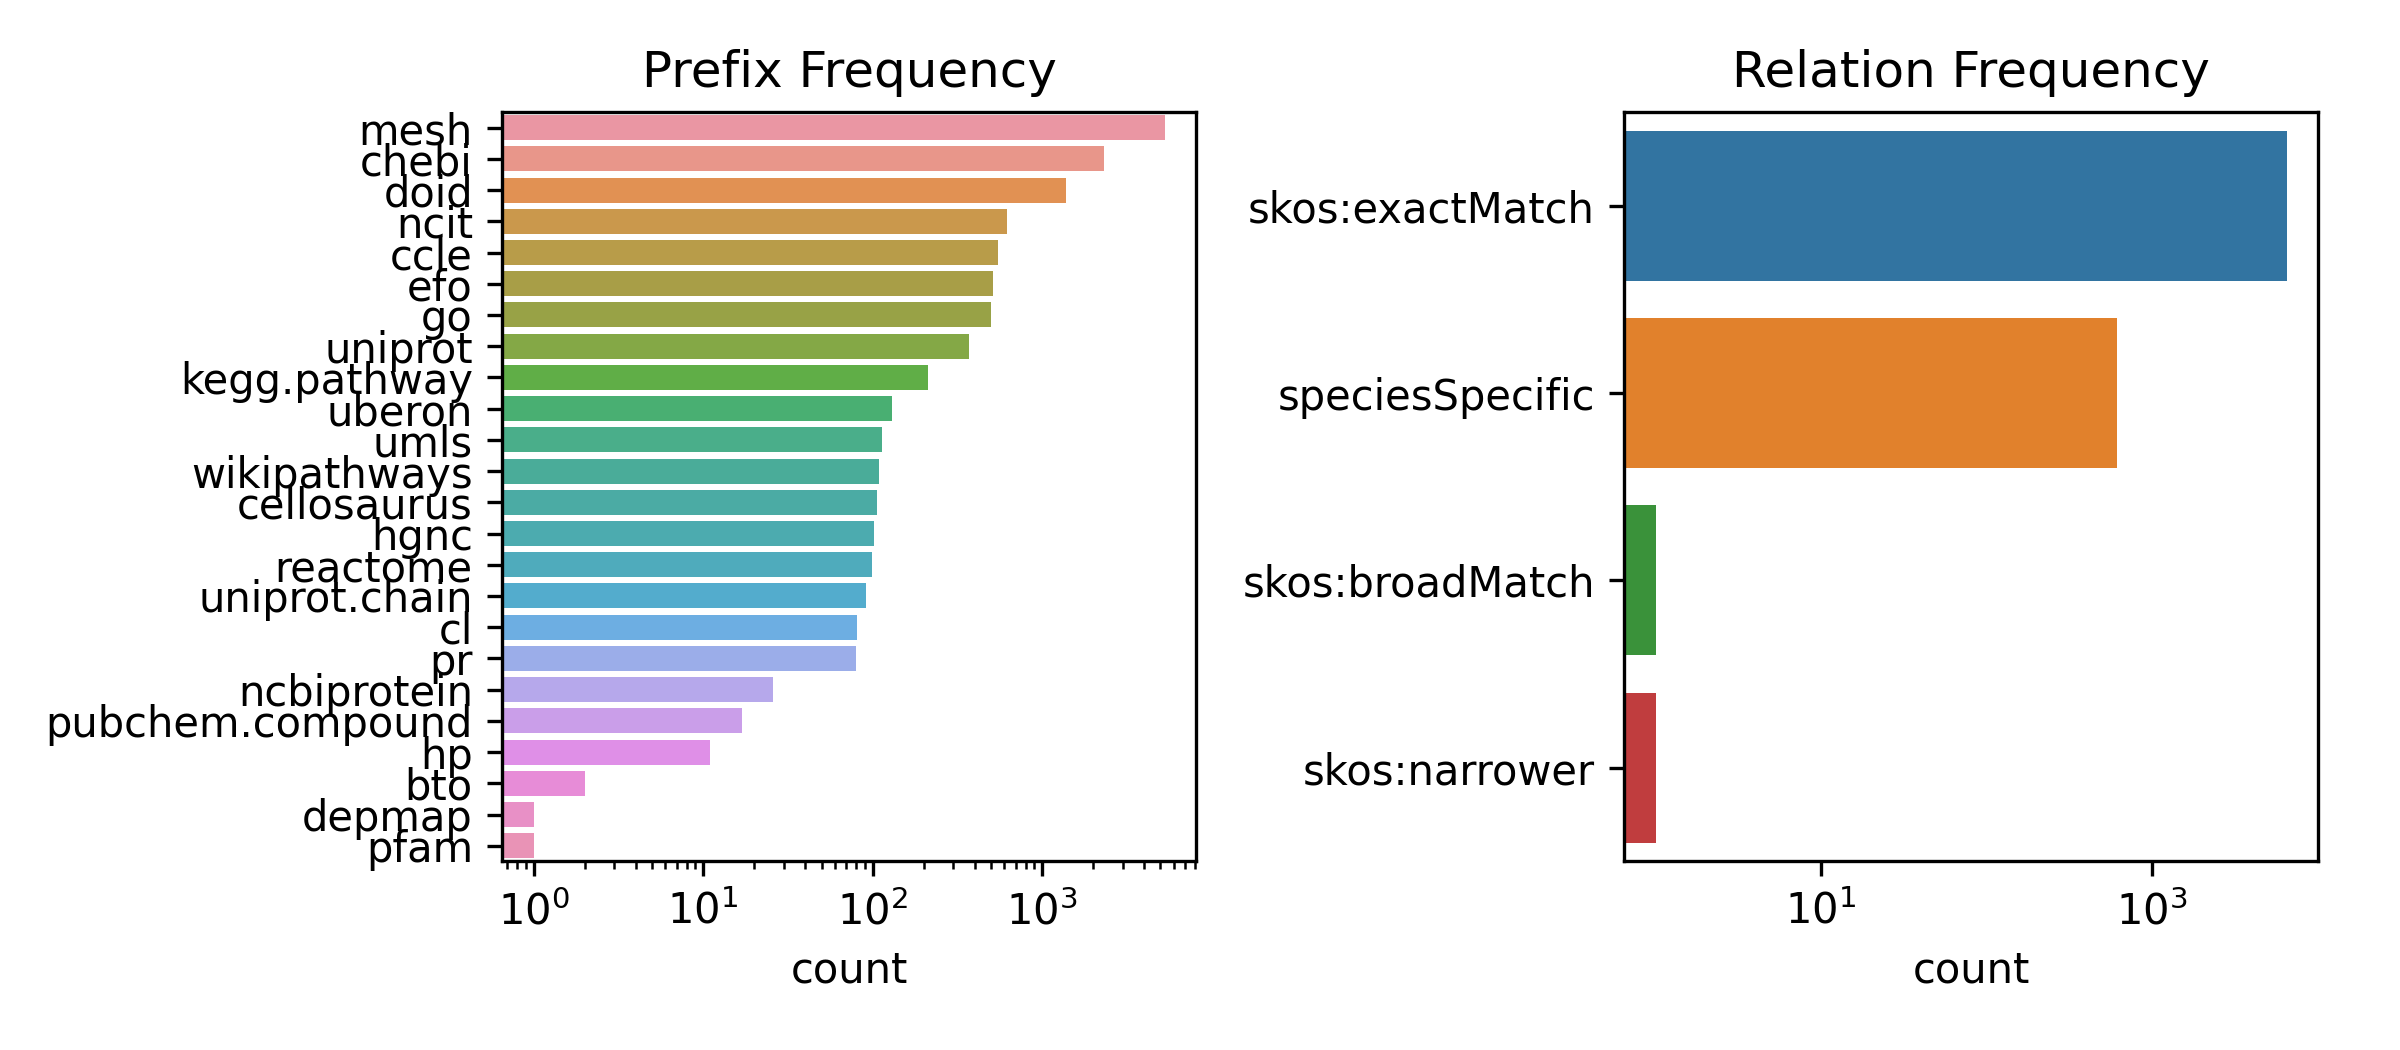 Prefix Frequency
mesh
chebi
doid
ncit
ccle
efo
go
uniprot
kegg.pathway
uberon
umls
wikipathways
cellosaurus
hgnc
reactome
uniprot.chain
cl
pr
ncbiprotein
pubchem.compound
hp
bto
depmap
pfam
10⁰ 10¹ 10² 10³
count
Relation Frequency
skos:exactMatch
speciesSpecific
skos:broadMatch
skos:narrower
10¹ 10³
count